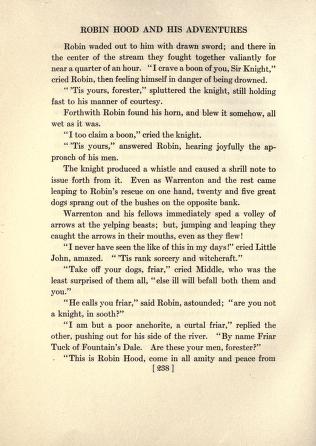 ROBIN HOOD AND HIS ADVENTURES
Robin waded out to him with drawn sword; and there in
the center of the stream they fought together valiantly for
near a quarter of an hour. "I crave a boon of you, Sir Knight,"
cried Robin, then feeling himself in danger of being drowned.
"'Tis yours, forester," spluttered the knight, still holding
fast to his manner of courtesy.
Forthwith Robin found his horn, and blew it somehow, all
wet as it was.
"I too claim a boon," cried the knight.
"'Tis yours," answered Robin, hearing joyfully the ap-
proach of his men.
The knight produced a whistle and caused a shrill note to
issue forth from it. Even as Warrenton and the rest came
leaping to Robin's rescue on one hand, twenty and five great
dogs sprang out of the bushes on the opposite bank.
Warrenton and his fellows immediately sped a volley of
arrows at the yelping beasts; but, jumping and leaping they
caught the arrows in their mouths, even as they flew!
"I never have seen the like of this in my days!" cried Little
John, amazed. "'Tis rank sorcery and witchcraft."
"Take off your dogs, friar," cried Middle, who was the
least surprised of them all, "else ill will befall both them and
you."
"He calls you friar," said Robin, astounded; "are you not
a knight, in sooth?"
"I am but a poor anchorite, a curtal friar," replied the
other, pushing out for his side of the river. "By name Friar
Tuck of Fountain's Dale. Are these your men, forester?"
"This is Robin Hood, come in all amity and peace from
[ 238 ]